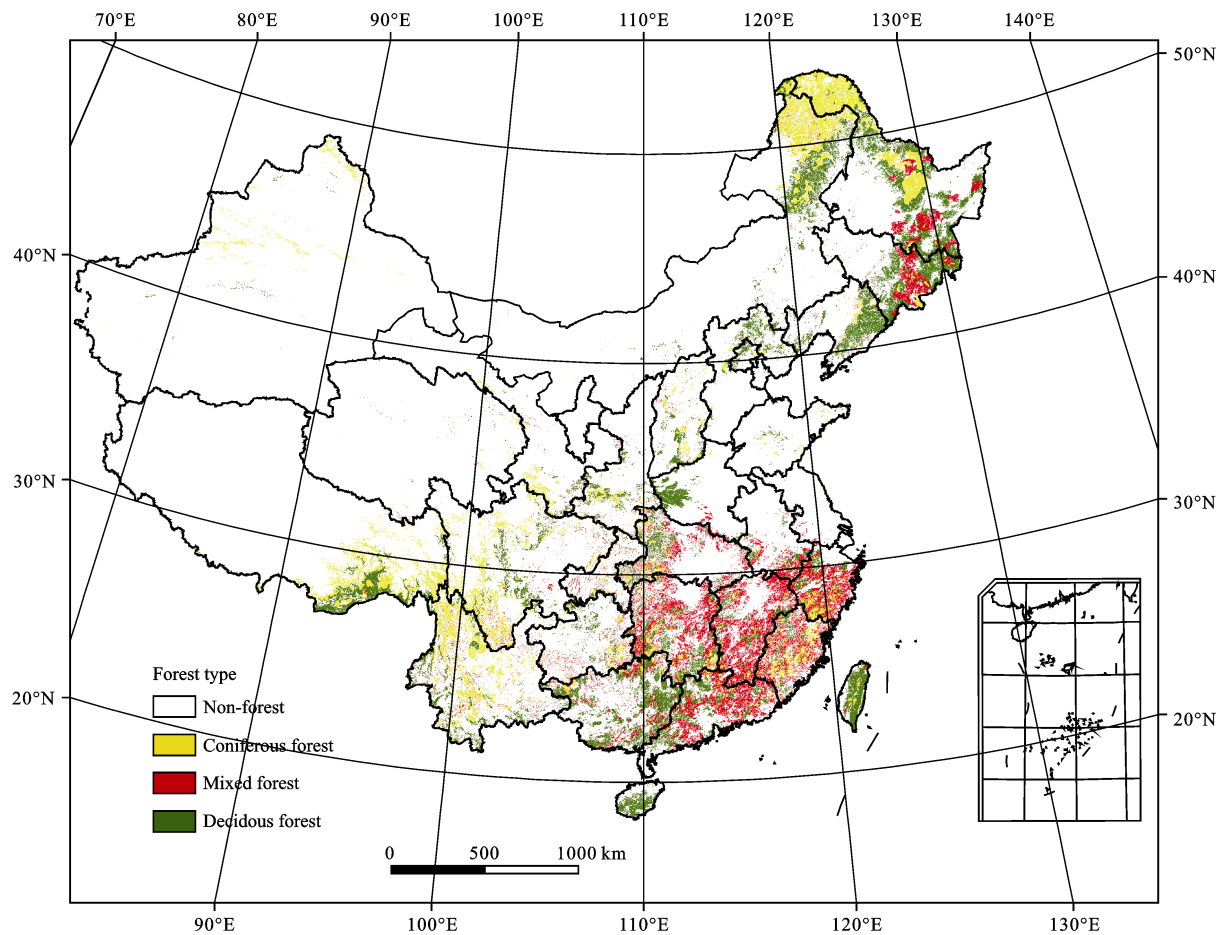 70°E 80°E 90°E 100°E 110°E 120°E 130°E 140°E
50°N
40°N
40°N
30°N
30°N
20°N
20°N
Forest type
Non-forest
Coniferous forest
Mixed forest
Decidous forest
0 500 1000 km
90°E 100°E 110°E 120°E 130°E